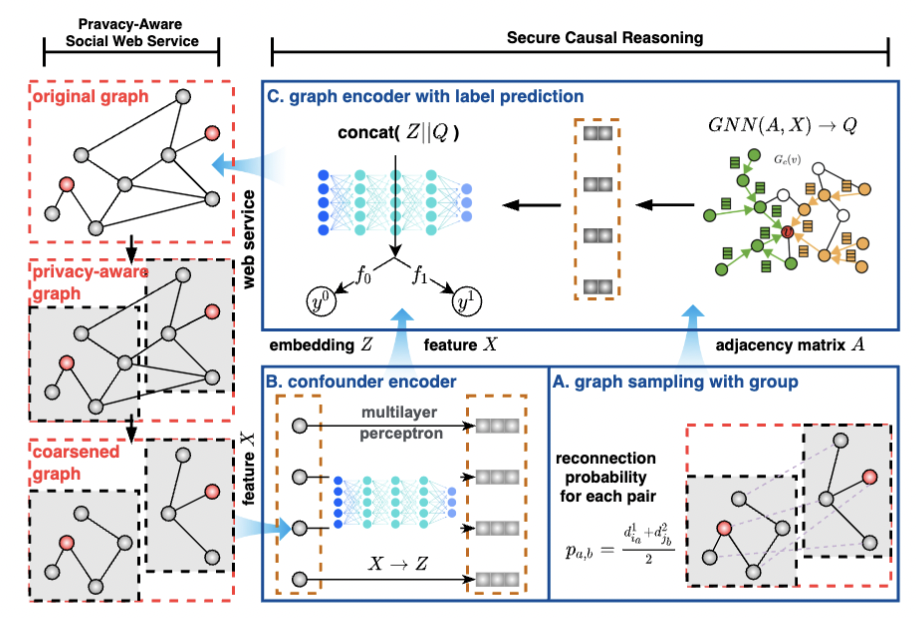 Pravacy-Aware
Social Web Service
Secure Causal Reasoning
original graph
privacy-aware
graph
coarsened
graph
web service
feature X
C. graph encoder with label prediction
concat( Z||Q )
GNN(A, X) → Q
G_c(v)
v
f_0
f_1
y^0
y^1
embedding Z
feature X
adjacency matrix A
B. confounder encoder
multilayer
perceptron
X → Z
A. graph sampling with group
reconnection
probability
for each pair
p_{a,b} = \frac{d^1_{i_a} + d^2_{j_b}}{2}